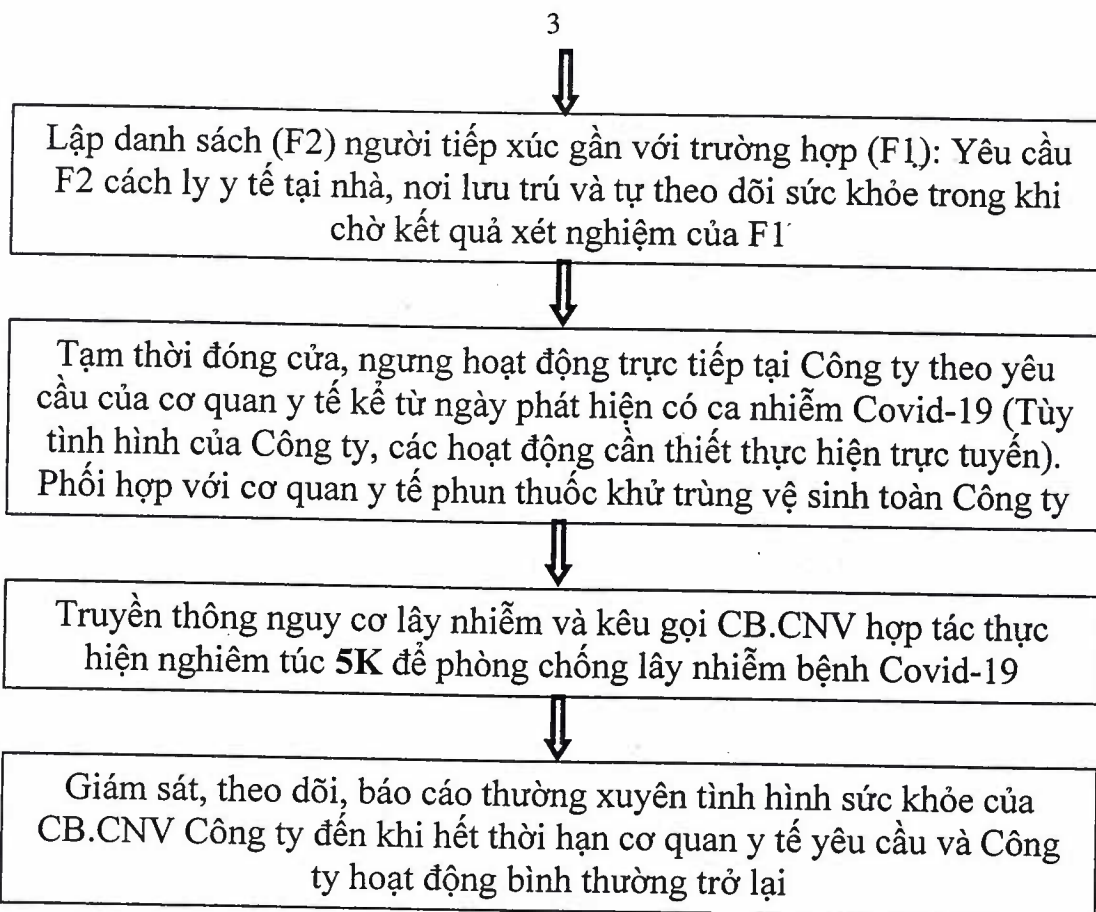 3
Lập danh sách (F2) người tiếp xúc gần với trường hợp (F1): Yêu cầu
F2 cách ly y tế tại nhà, nơi lưu trú và tự theo dõi sức khỏe trong khi
chờ kết quả xét nghiệm của F1
Tạm thời đóng cửa, ngưng hoạt động trực tiếp tại Công ty theo yêu
cầu của cơ quan y tế kể từ ngày phát hiện có ca nhiễm Covid-19 (Tùy
tình hình của Công ty, các hoạt động cần thiết thực hiện trực tuyến).
Phối hợp với cơ quan y tế phun thuốc khử trùng vệ sinh toàn Công ty
Truyền thông nguy cơ lây nhiễm và kêu gọi CB.CNV hợp tác thực
hiện nghiêm túc 5K để phòng chống lây nhiễm bệnh Covid-19
Giám sát, theo dõi, báo cáo thường xuyên tình hình sức khỏe của
CB.CNV Công ty đến khi hết thời hạn cơ quan y tế yêu cầu và Công
ty hoạt động bình thường trở lại